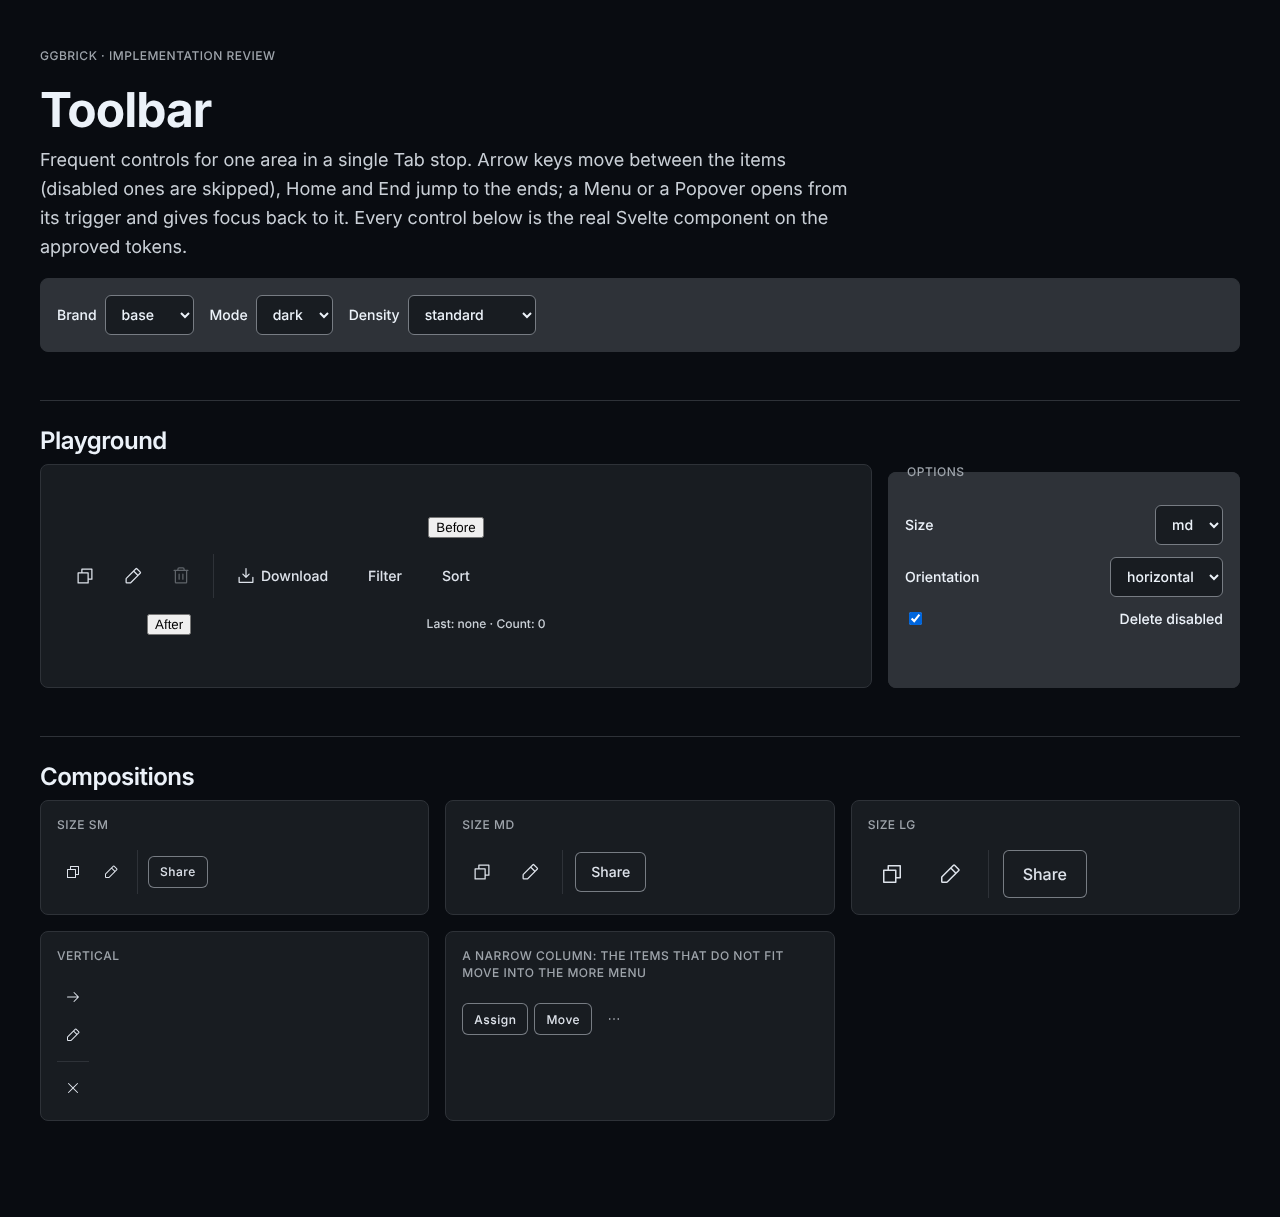 GGBRICK · IMPLEMENTATION REVIEW
Toolbar
Frequent controls for one area in a single Tab stop. Arrow keys move between the items
(disabled ones are skipped), Home and End jump to the ends; a Menu or a Popover opens from
its trigger and gives focus back to it. Every control below is the real Svelte component on the
approved tokens.
Brand base Mode dark Density standard
Playground
Before
Download Filter Sort
After Last: none · Count: 0
OPTIONS
Size md
Orientation horizontal
Delete disabled
Compositions
SIZE SM
Share
SIZE MD
Share
SIZE LG
Share
VERTICAL
A NARROW COLUMN: THE ITEMS THAT DO NOT FIT
MOVE INTO THE MORE MENU
Assign Move ···